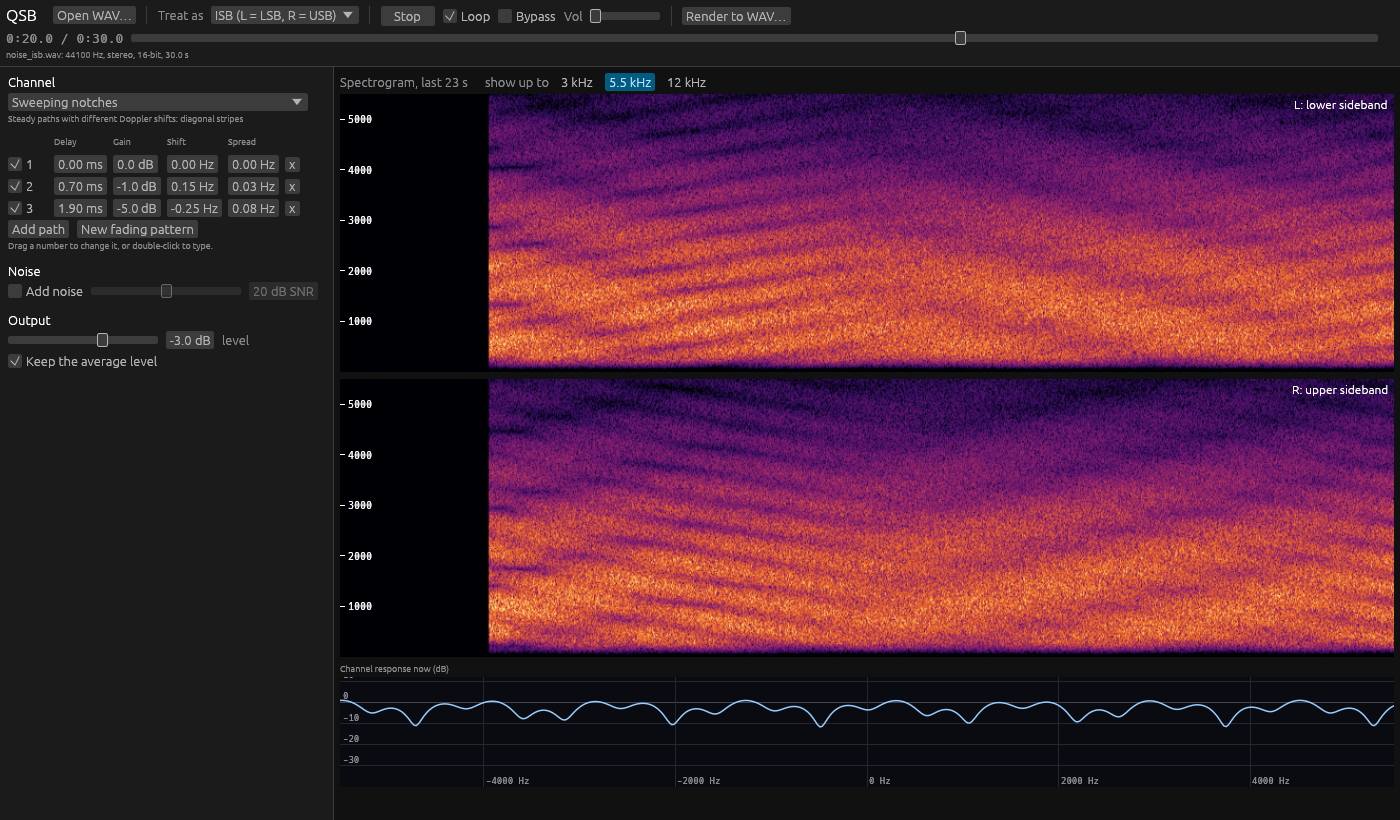 QSB Open WAV... Treat as ISB (L = LSB, R = USB) Stop Loop Bypass Vol Render to WAV...
0:20.0 / 0:30.0
noise_isb.wav: 44100 Hz, stereo, 16-bit, 30.0 s
Channel
Sweeping notches
Steady paths with different Doppler shifts: diagonal stripes
Delay Gain Shift Spread
1 0.00 ms 0.0 dB 0.00 Hz 0.00 Hz x
2 0.70 ms -1.0 dB 0.15 Hz 0.03 Hz x
3 1.90 ms -5.0 dB -0.25 Hz 0.08 Hz x
Add path New fading pattern
Drag a number to change it, or double-click to type.
Noise
Add noise 20 dB SNR
Output
-3.0 dB level
Keep the average level
Spectrogram, last 23 s show up to 3 kHz 5.5 kHz 12 kHz
L: lower sideband
5000
4000
3000
2000
1000
R: upper sideband
5000
4000
3000
2000
1000
Channel response now (dB)
0
-10
-20
-30
-4000 Hz -2000 Hz 0 Hz 2000 Hz 4000 Hz